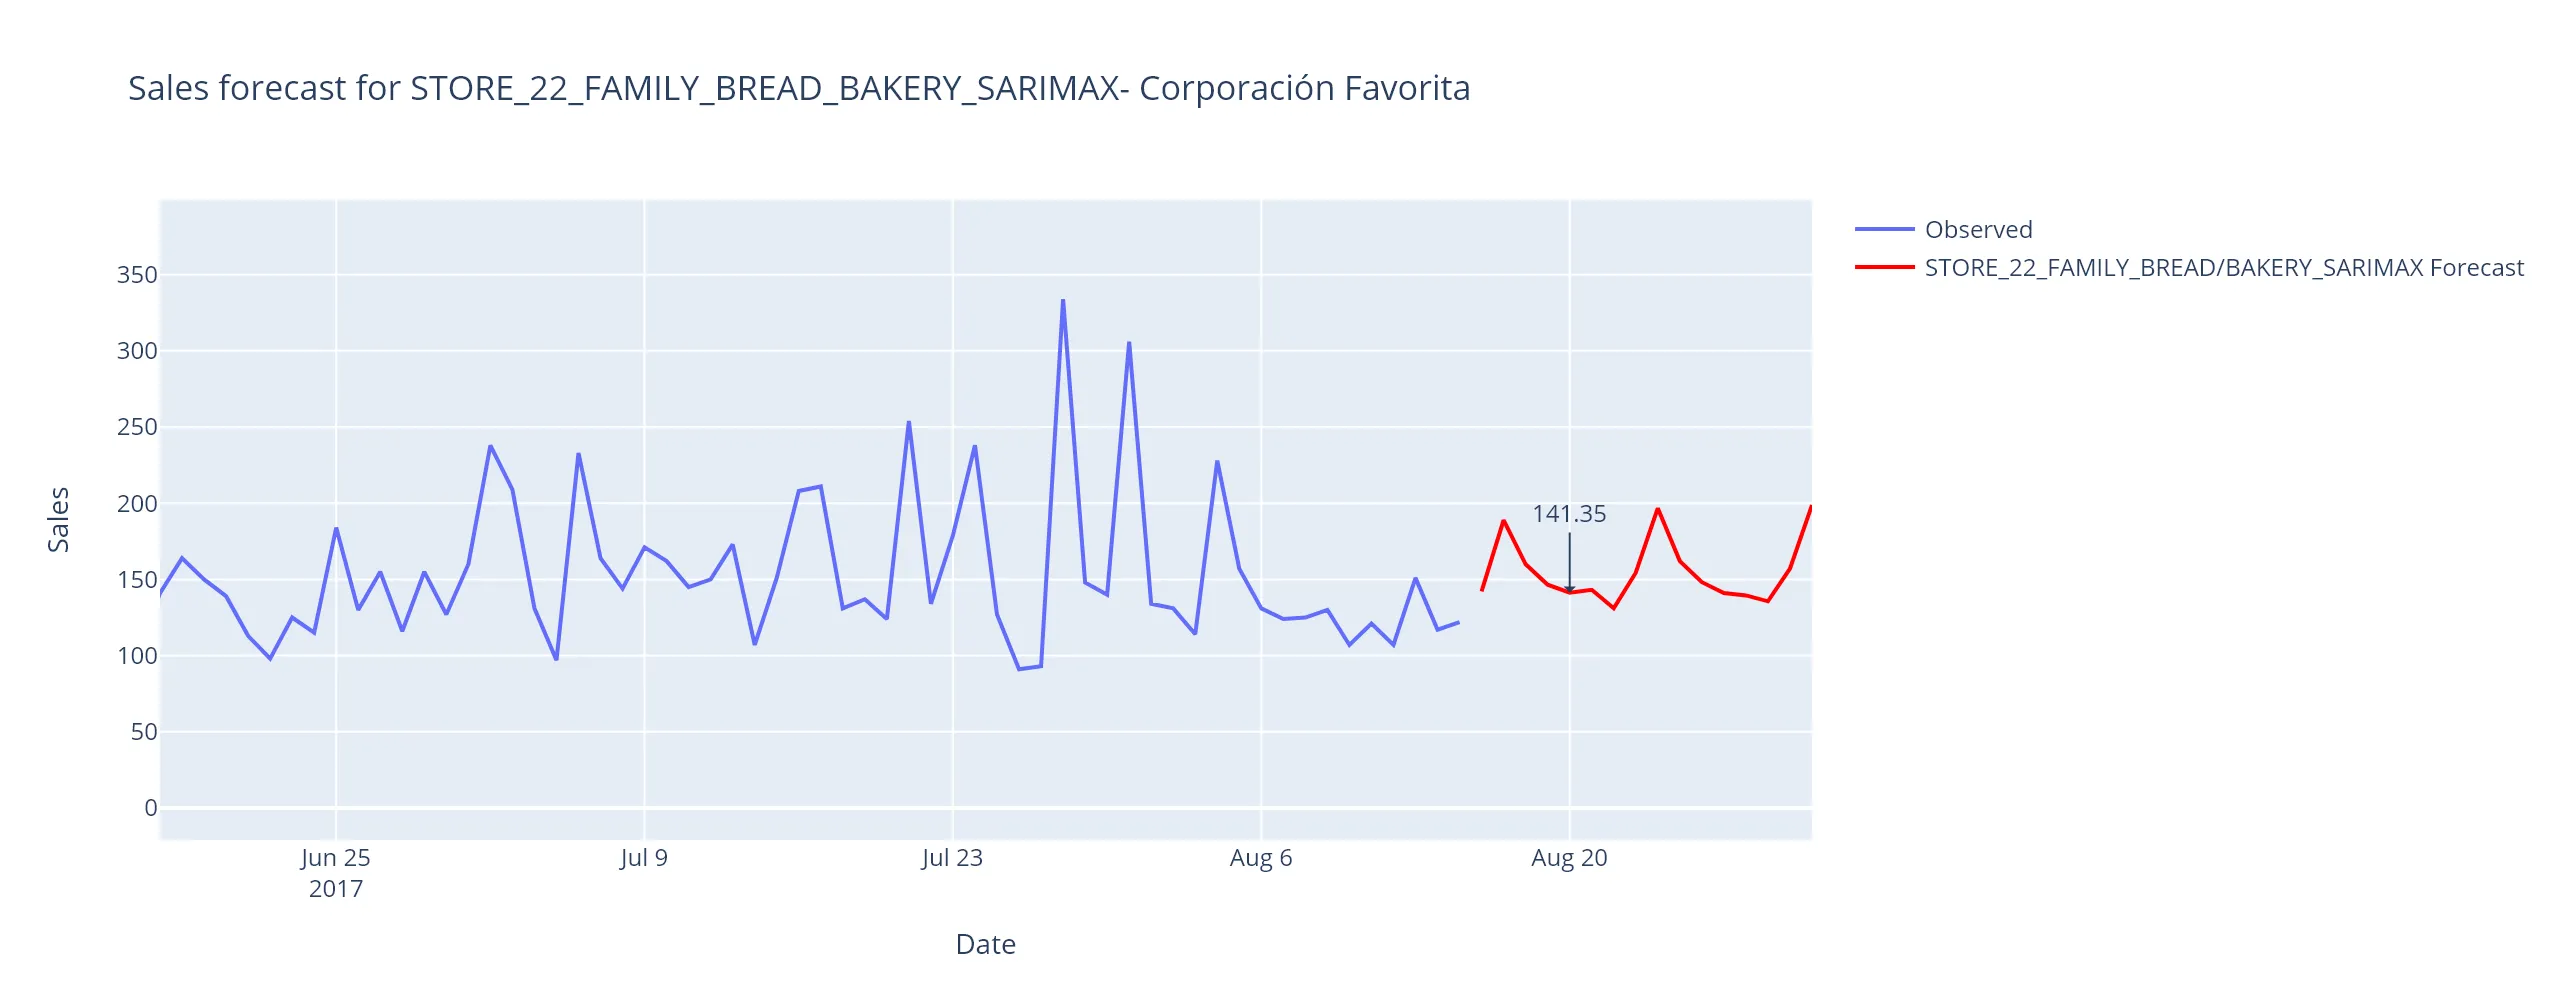 Sales forecast for STORE_22_FAMILY_BREAD_BAKERY_SARIMAX- Corporación Favorita
Observed
STORE_22_FAMILY_BREAD/BAKERY_SARIMAX Forecast
350
300
250
200
150
100
50
0
Sales
141.35
Jun 25
2017
Jul 9
Jul 23
Aug 6
Aug 20
Date